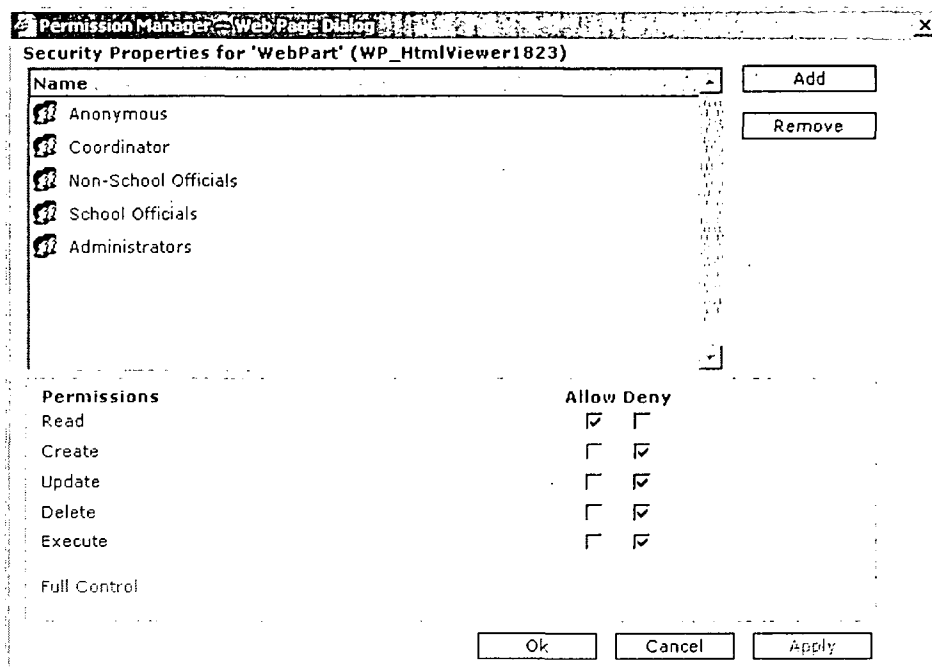 Permission Manager -- Web Page Dialog
Security Properties for 'WebPart' (WP_HtmlViewer1823)
Name
Add
Anonymous
Remove
Coordinator
Non-School Officials
School Officials
Administrators
Permissions Allow Deny
Read
Create
Update
Delete
Execute
Full Control
Ok Cancel Apply